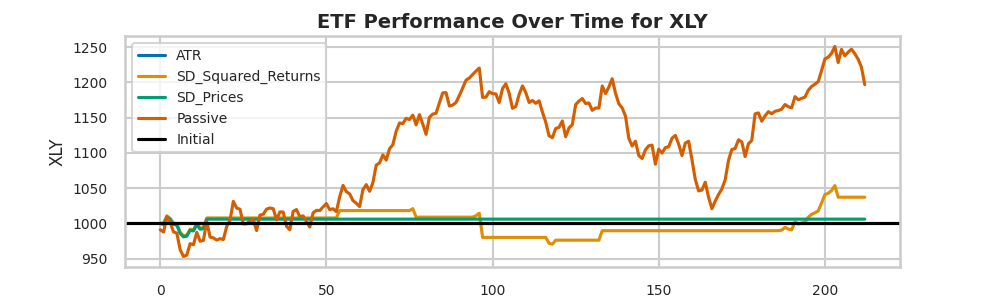 ETF Performance Over Time for XLY
ATR
SD_Squared_Returns
SD_Prices
Passive
Initial
XLY
1250
1200
1150
1100
1050
1000
950
0 50 100 150 200